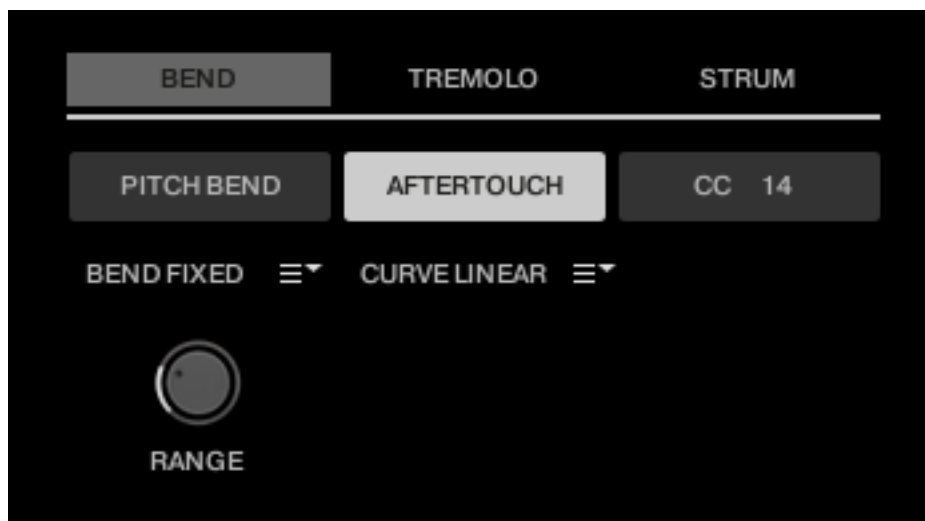 BEND TREMOLO STRUM
PITCH BEND AFTERTOUCH CC 14
BEND FIXED CURVE LINEAR
RANGE